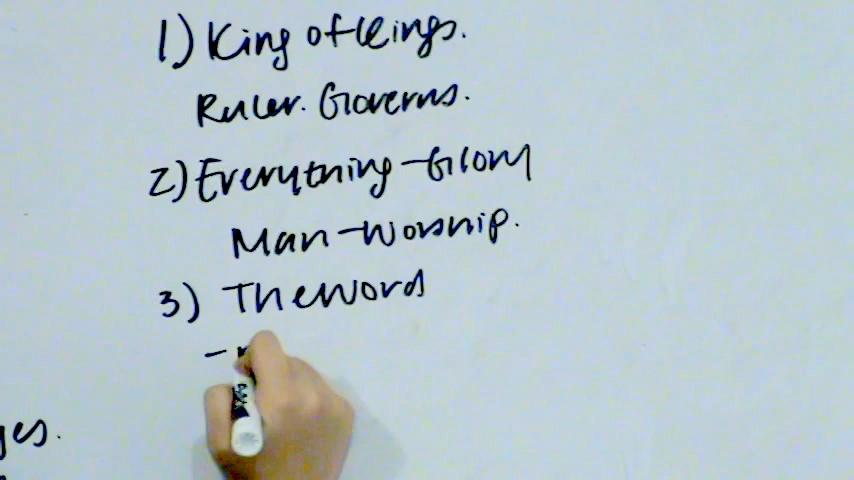 1) King of Kings.
Ruler. Governs.
2) Everything - Glory
Man - Worship.
3) The Word
-